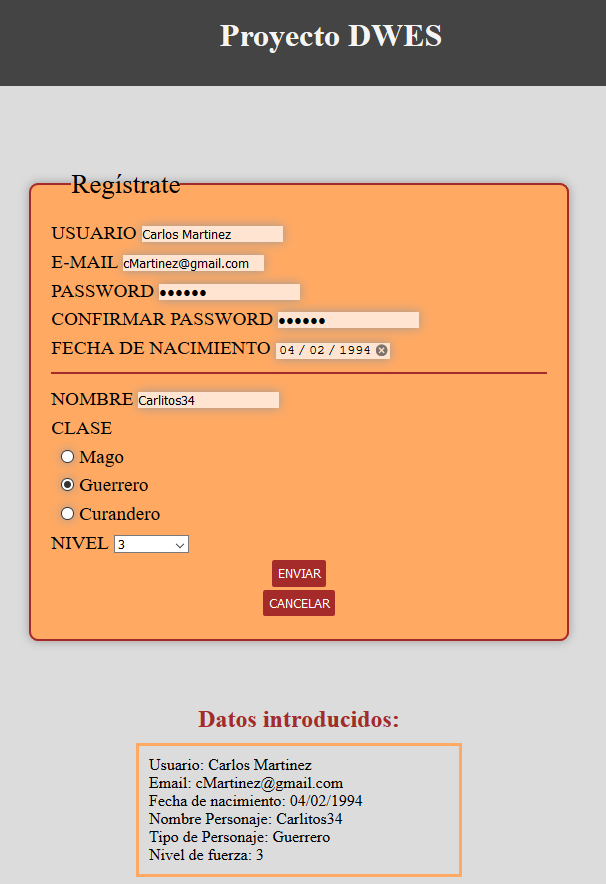 Proyecto DWES
Regístrate
USUARIO Carlos Martinez
E-MAIL cMartinez@gmail.com
PASSWORD ●●●●●●
CONFIRMAR PASSWORD ●●●●●●
FECHA DE NACIMIENTO 04 / 02 / 1994
NOMBRE Carlitos34
CLASE
Mago
Guerrero
Curandero
NIVEL 3
ENVIAR
CANCELAR
Datos introducidos:
Usuario: Carlos Martinez
Email: cMartinez@gmail.com
Fecha de nacimiento: 04/02/1994
Nombre Personaje: Carlitos34
Tipo de Personaje: Guerrero
Nivel de fuerza: 3